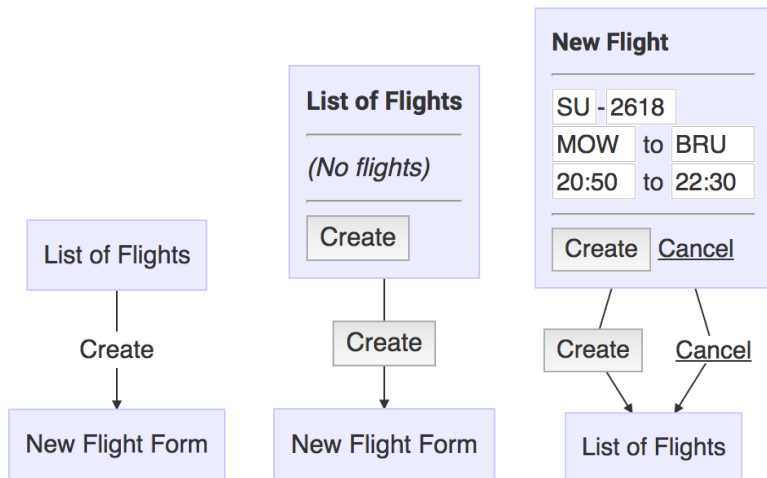 List of Flights
Create
New Flight Form
List of Flights
(No flights)
Create
Create
New Flight Form
New Flight
SU - 2618
MOW to BRU
20:50 to 22:30
Create Cancel
Create Cancel
List of Flights